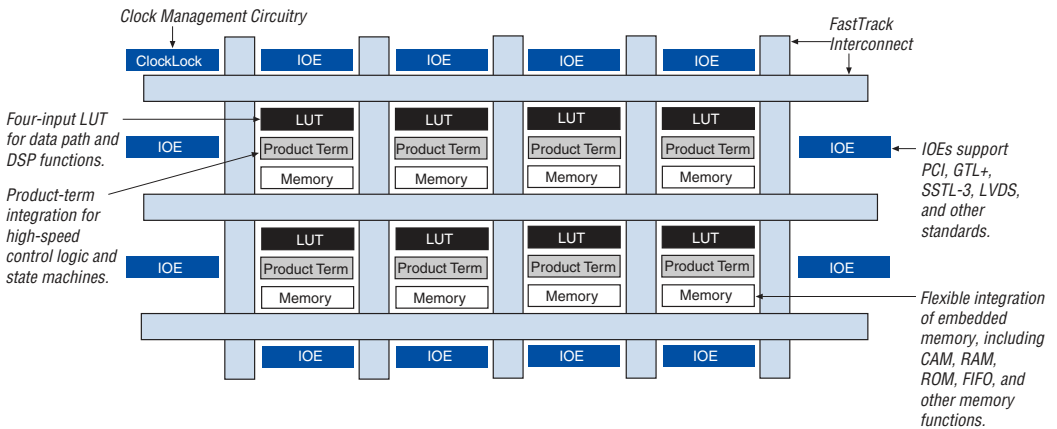 Clock Management Circuitry
FastTrack
Interconnect
ClockLock
IOE
IOE
IOE
IOE
Four-input LUT
for data path and
DSP functions.
LUT
LUT
LUT
LUT
IOE
Product Term
Product Term
Product Term
Product Term
IOE
IOEs support
PCI, GTL+,
SSTL-3, LVDS,
and other
standards.
Memory
Memory
Memory
Memory
Product-term
integration for
high-speed
control logic and
state machines.
LUT
LUT
LUT
LUT
IOE
Product Term
Product Term
Product Term
Product Term
IOE
Memory
Memory
Memory
Memory
Flexible integration
of embedded
memory, including
CAM, RAM,
ROM, FIFO, and
other memory
functions.
IOE
IOE
IOE
IOE